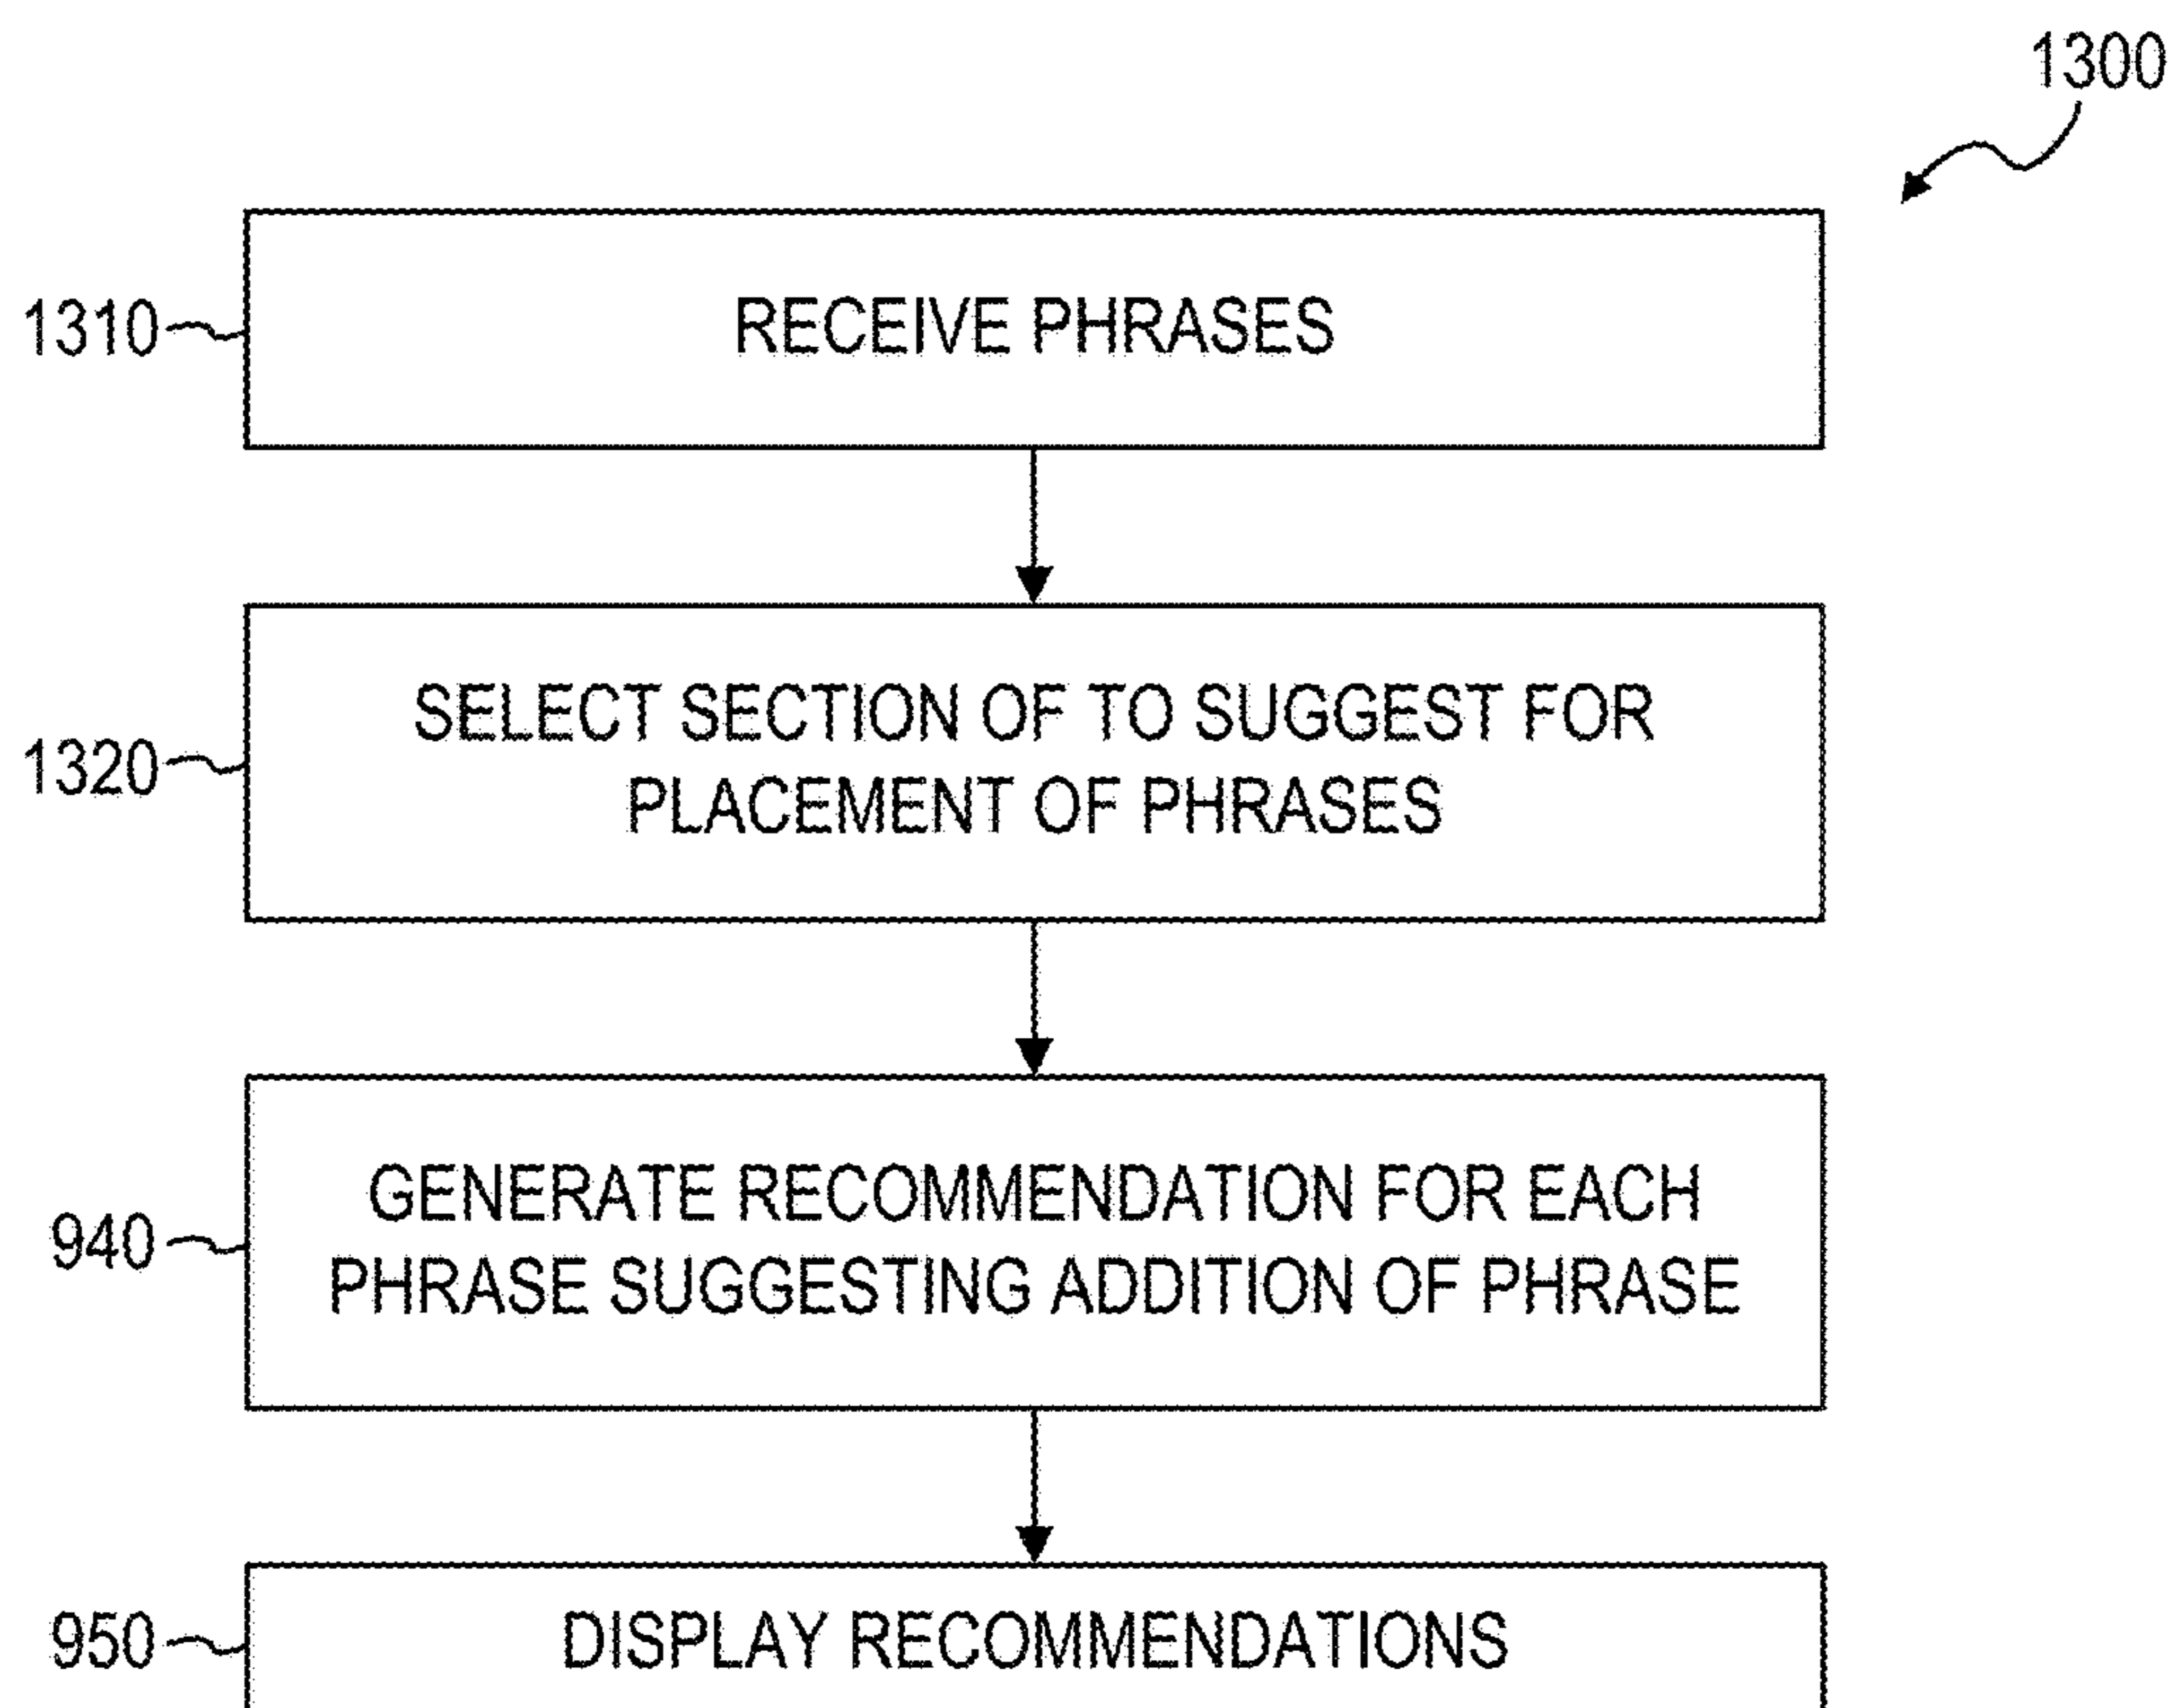 1300
1310
RECEIVE PHRASES
1320
SELECT SECTION OF TO SUGGEST FOR
PLACEMENT OF PHRASES
940
GENERATE RECOMMENDATION FOR EACH
PHRASE SUGGESTING ADDITION OF PHRASE
950
DISPLAY RECOMMENDATIONS